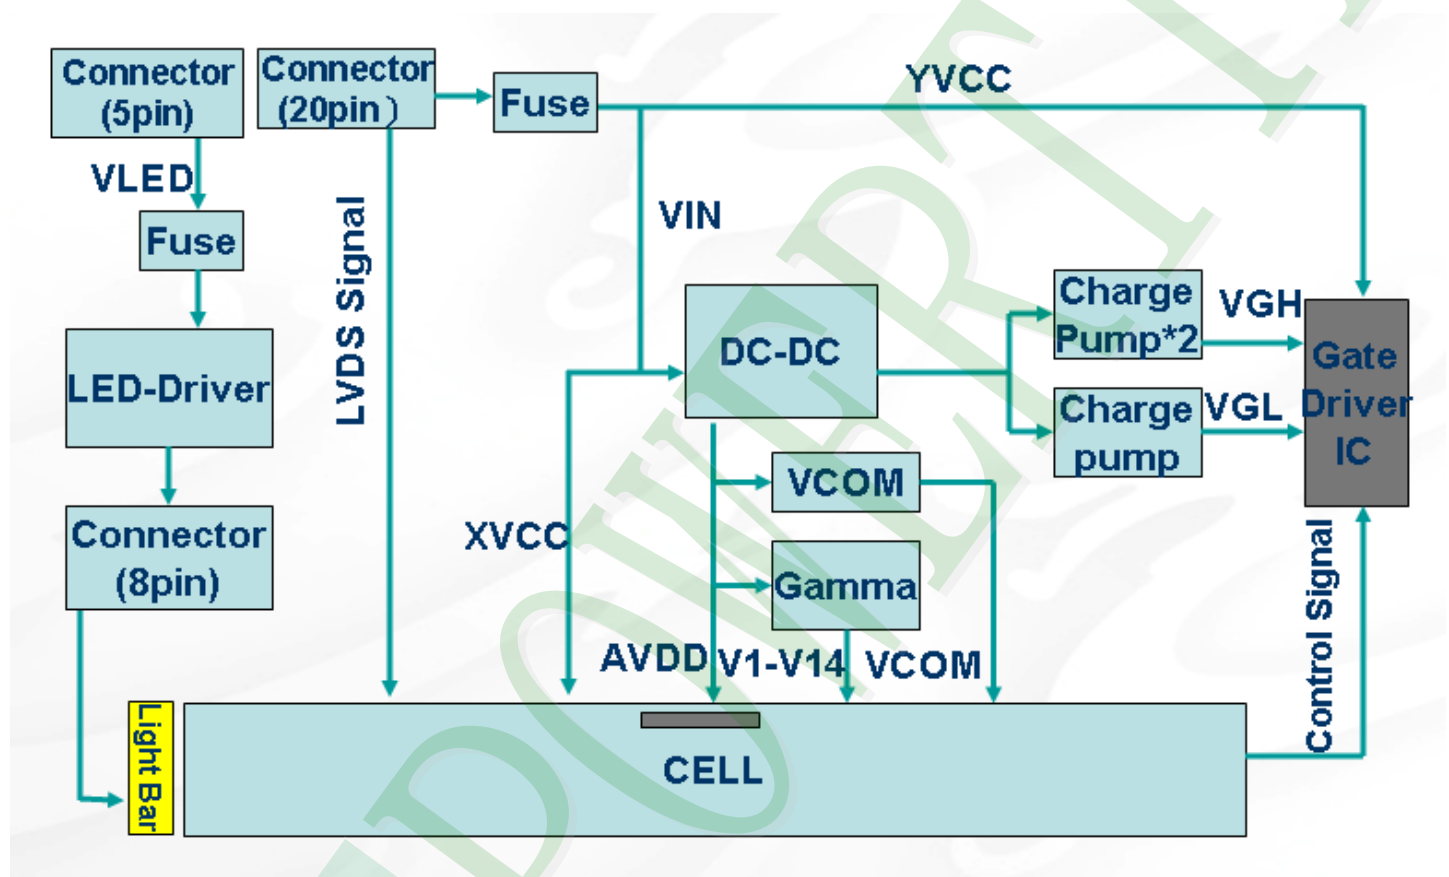 Connector
(5pin)
Connector
(20pin）
Fuse
YVCC
VLED
Fuse
LVDS Signal
VIN
DC-DC
Charge
Pump*2
VGH
Gate
Driver
IC
LED-Driver
Charge
pump
VGL
VCOM
Connector
(8pin)
XVCC
Gamma
AVDD
V1-V14
VCOM
Control Signal
Light Bar
CELL